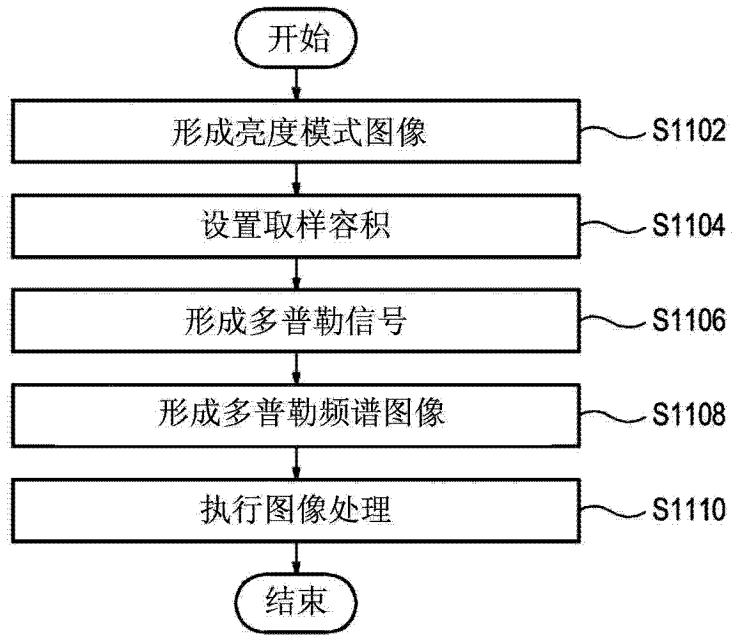 开始
形成亮度模式图像
S1102
设置取样容积
S1104
形成多普勒信号
S1106
形成多普勒频谱图像
S1108
执行图像处理
S1110
结束